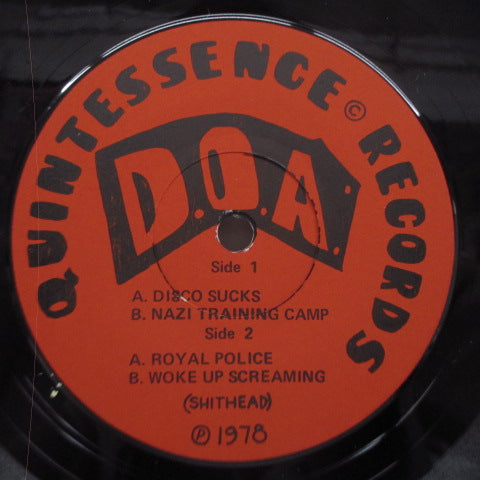 QUINTESSENCE © RECORDS
D.O.A.
Side 1
A. DISCO SUCKS
B. NAZI TRAINING CAMP
Side 2
A. ROYAL POLICE
B. WOKE UP SCREAMING
(SHITHEAD)
℗ 1978